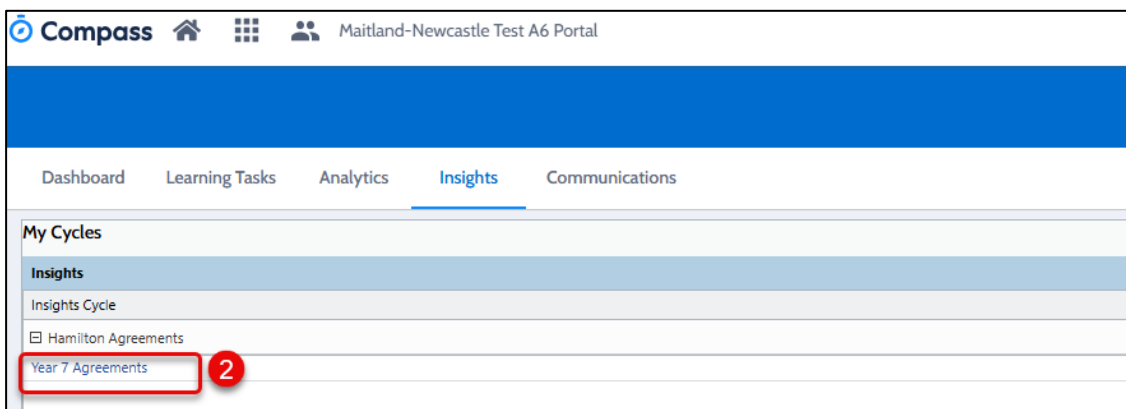 Compass Maitland-Newcastle Test A6 Portal
Dashboard Learning Tasks Analytics Insights Communications
My Cycles
Insights
Insights Cycle
Hamilton Agreements
Year 7 Agreements 2